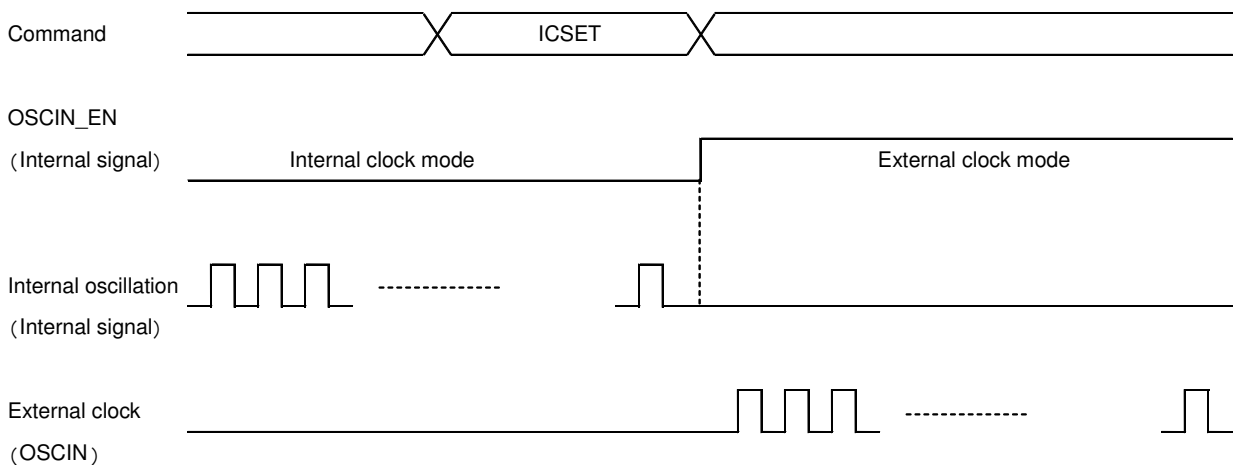 Command
ICSET
OSCIN_EN
(Internal signal)
Internal clock mode
External clock mode
Internal oscillation
(Internal signal)
External clock
(OSCIN)